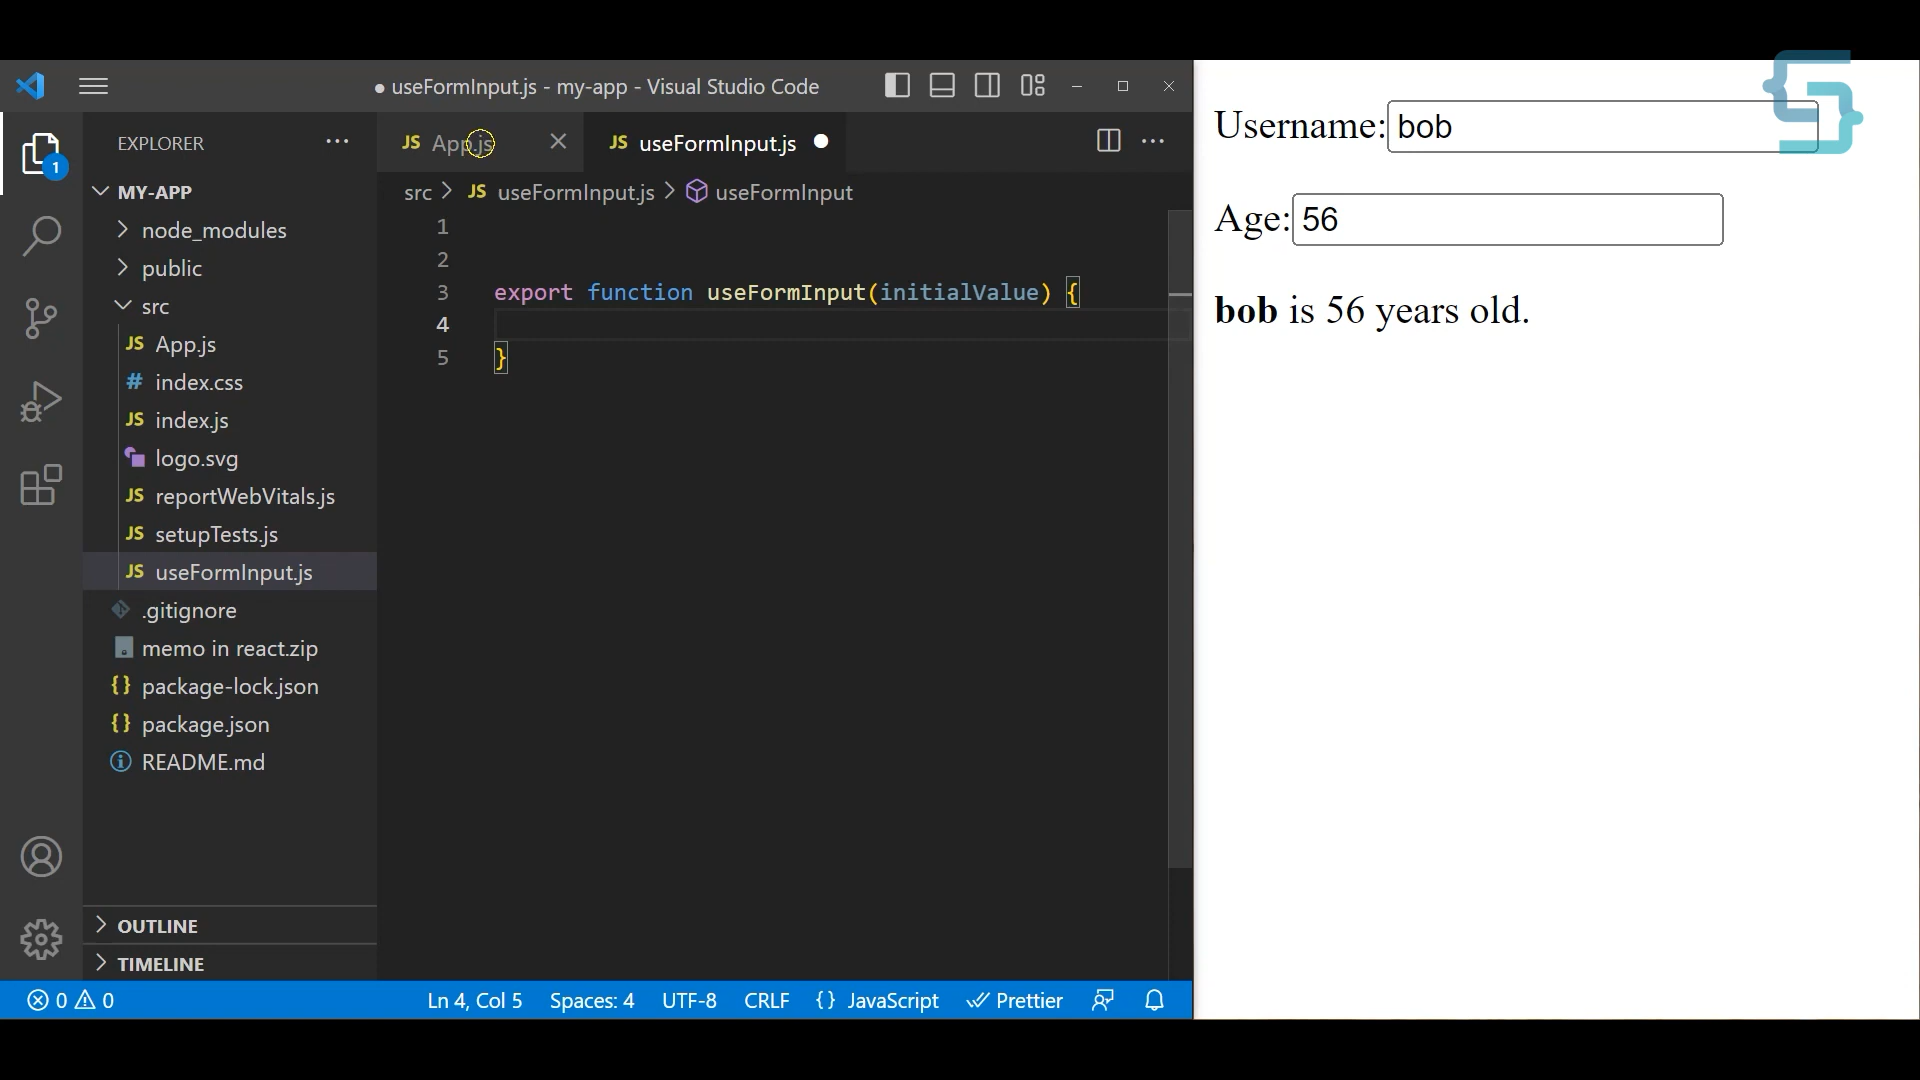 ● useFormInput.js - my-app - Visual Studio Code
EXPLORER
1
MY-APP
node_modules
public
src
JS App.js
# index.css
JS index.js
logo.svg
JS reportWebVitals.js
JS setupTests.js
JS useFormInput.js
.gitignore
memo in react.zip
{} package-lock.json
{} package.json
README.md
OUTLINE
TIMELINE
JS App.js
JS useFormInput.js
src > JS useFormInput.js > useFormInput
1
2
3 export function useFormInput(initialValue) {
4
5 }
0 0 Ln 4, Col 5 Spaces: 4 UTF-8 CRLF {} JavaScript Prettier
Username: bob
Age: 56
bob is 56 years old.